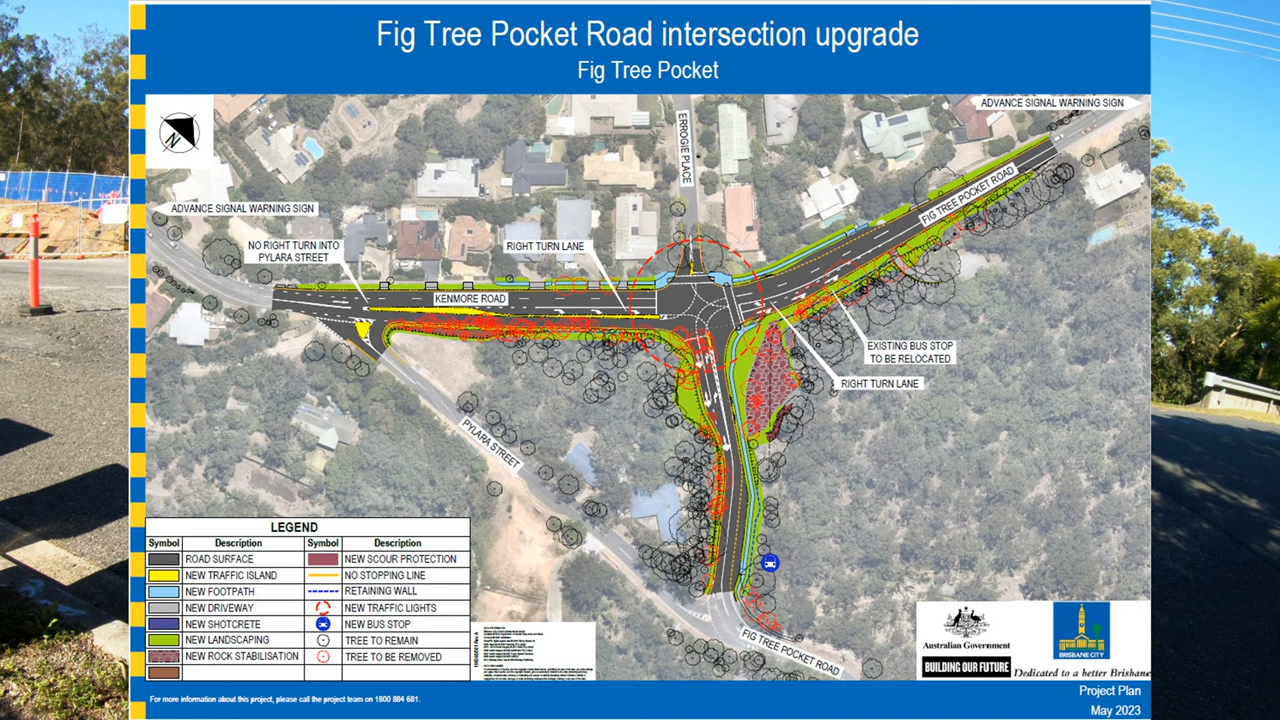 Fig Tree Pocket Road intersection upgrade
Fig Tree Pocket
ADVANCE SIGNAL WARNING SIGN
N
ERROGIE PLACE
FIG TREE POCKET ROAD
ADVANCE SIGNAL WARNING SIGN
NO RIGHT TURN INTO
PYLARA STREET
RIGHT TURN LANE
KENMORE ROAD
EXISTING BUS STOP
TO BE RELOCATED
RIGHT TURN LANE
PYLARA STREET
FIG TREE POCKET ROAD
LEGEND
Symbol Description Symbol Description
ROAD SURFACE NEW SCOUR PROTECTION
NEW TRAFFIC ISLAND NO STOPPING LINE
NEW FOOTPATH RETAINING WALL
NEW DRIVEWAY NEW TRAFFIC LIGHTS
NEW SHOTCRETE NEW BUS STOP
NEW LANDSCAPING TREE TO REMAIN
NEW ROCK STABILISATION TREE TO BE REMOVED
Australian Government
BUILDING OUR FUTURE
BRISBANE CITY
Dedicated to a better Brisbane
For more information about this project, please call the project team on 1800 884 681.
Project Plan
May 2023